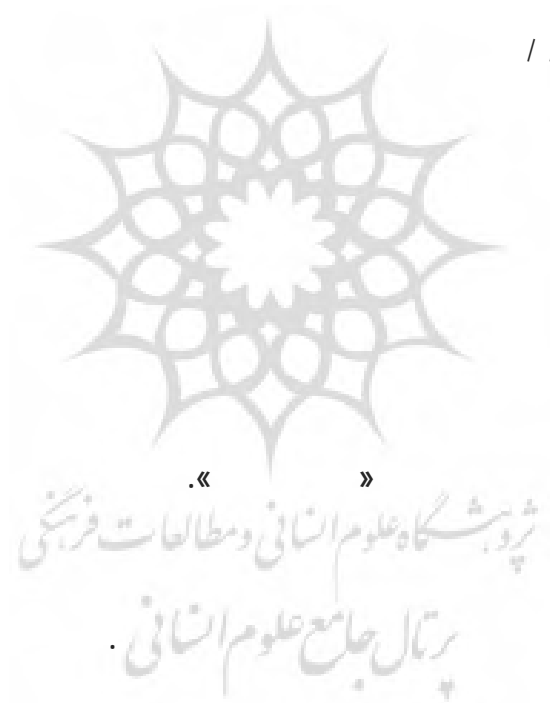 /
».                «
پژوهشگاه علوم انسانی و مطالعات فرهنگی
پرتال جامع علوم انسانی
.